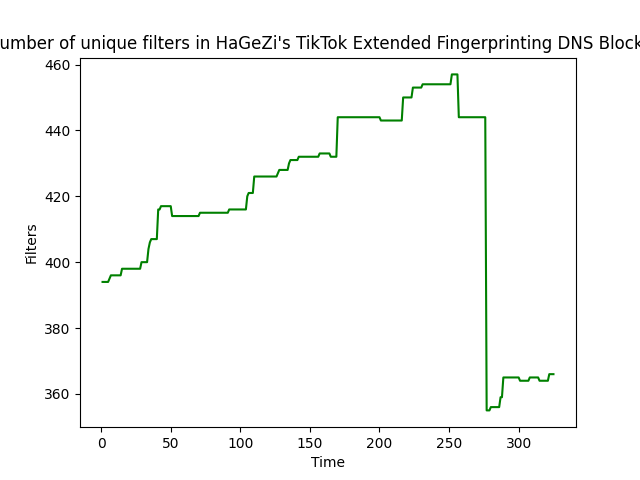 umber of unique filters in HaGeZi's TikTok Extended Fingerprinting DNS Block
460
440
420
400
380
360
Filters
0 50 100 150 200 250 300
Time